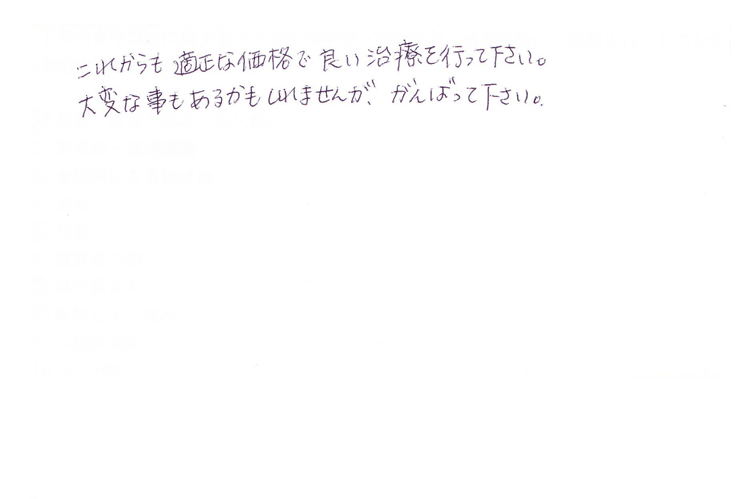 これからも適正な価格で良い治療を行って下さい。
大変な事もあるかもしれませんが、がんばって下さい。